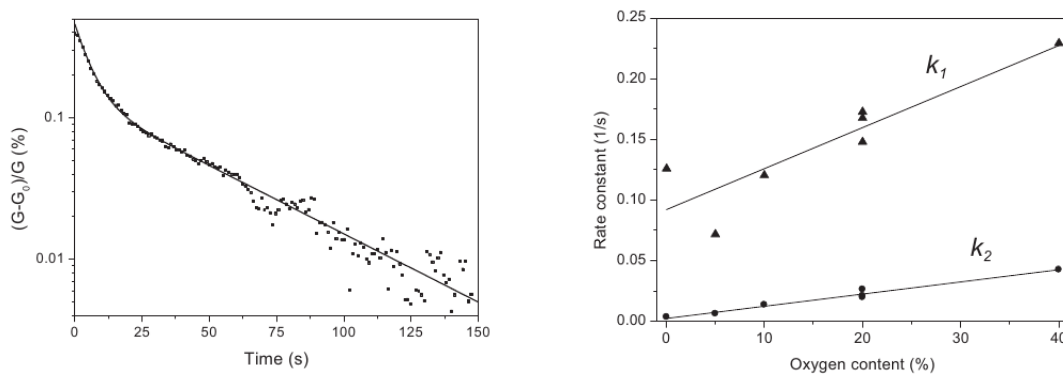 (G-G₀)/G (%)
0.1
0.01
0 25 50 75 100 125 150
Time (s)
Rate constant (1/s)
0.25
0.20
0.15
0.10
0.05
0.00
k₁
k₂
0 10 20 30 40
Oxygen content (%)